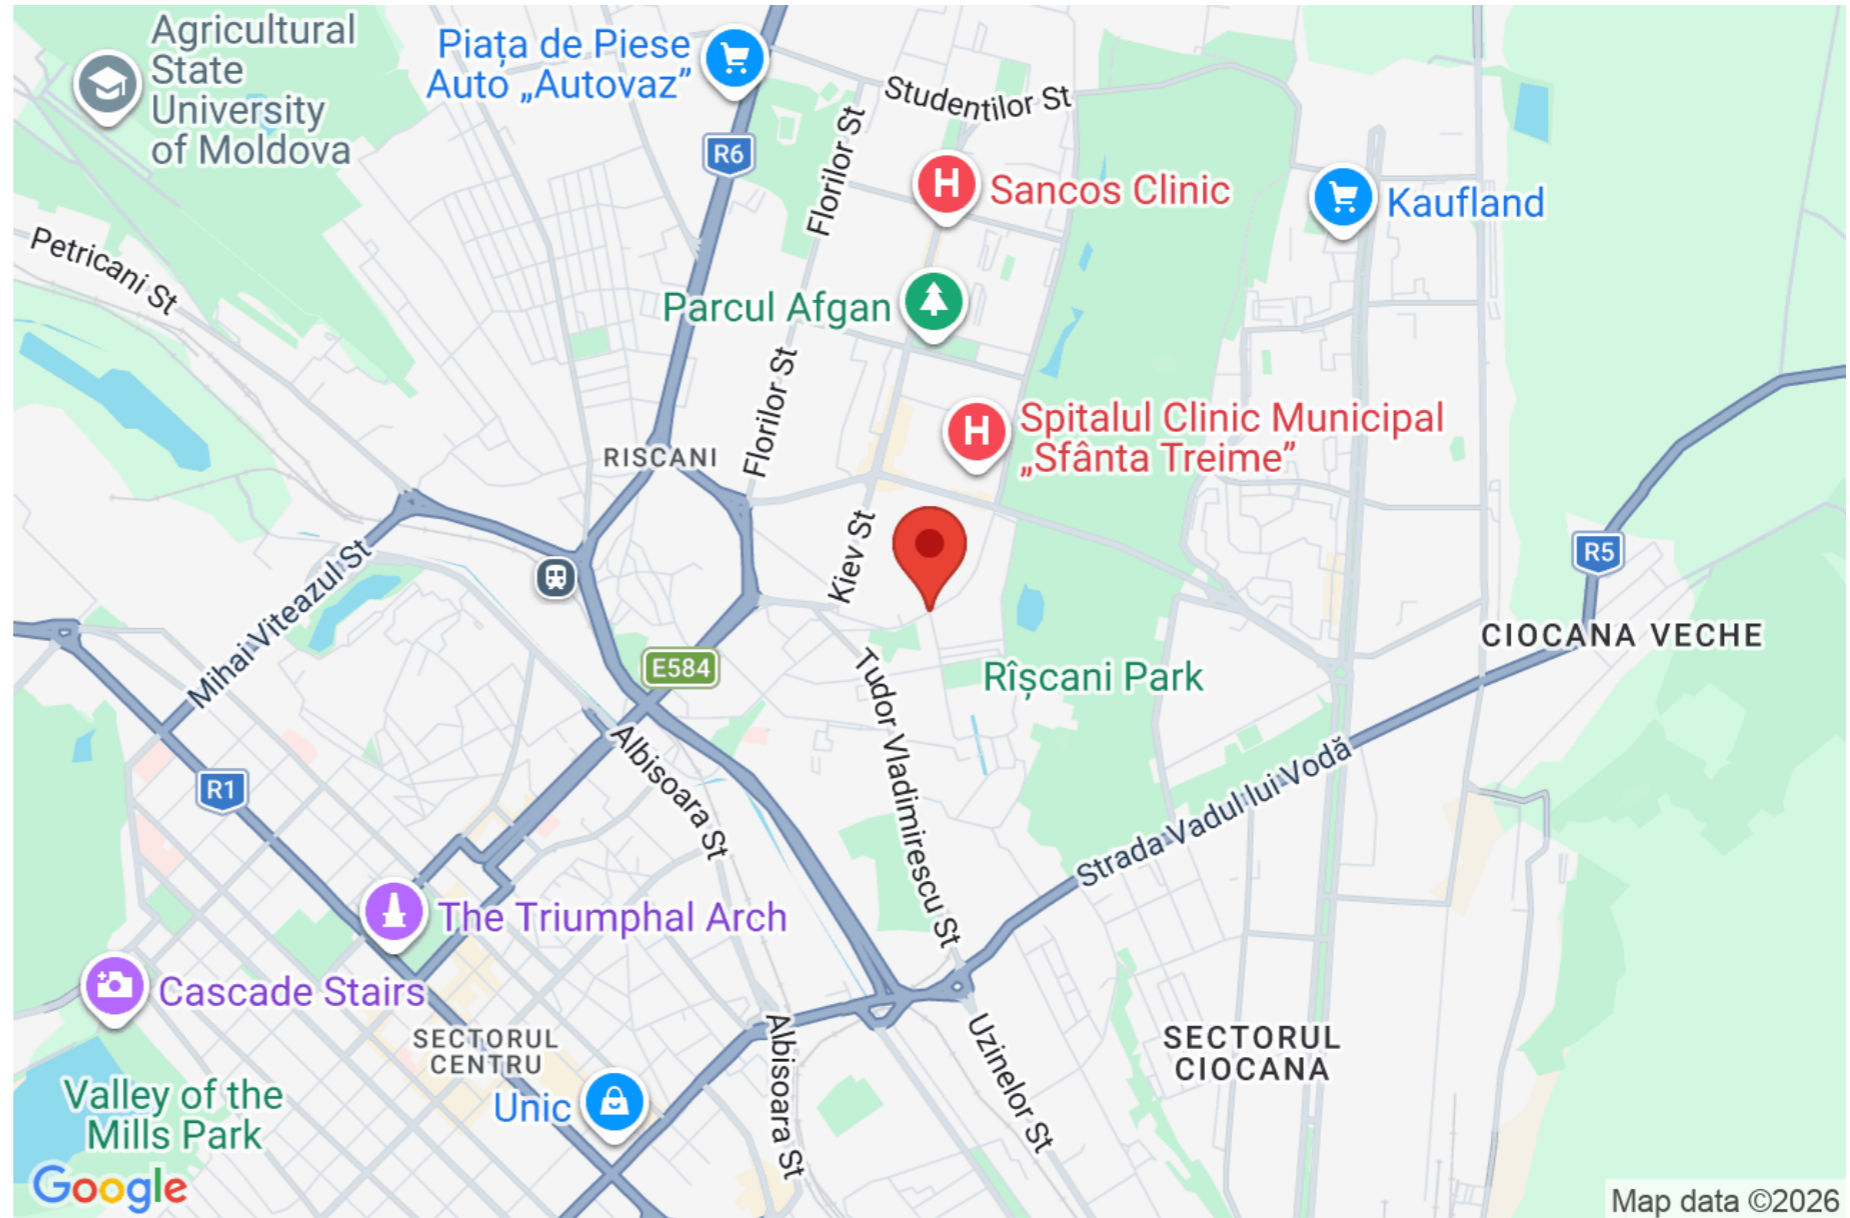 Agricultural
State
University
of Moldova
Piața de Piese
Auto „Autovaz”
Studentilor St
R6
Florilor St
H
Sancos Clinic
Kaufland
Petricani St
Parcul Afgan
Florilor St
H
Spitalul Clinic Municipal
„Sfânta Treime”
RISCANI
Kiev St
R5
Mihai Viteazul St
CIOCANA VECHE
E584
Rîșcani Park
Tudor Vladimirescu St
Albisoara St
R1
Strada Vadul lui Vodă
The Triumphal Arch
Cascade Stairs
SECTORUL
CENTRU
Albisoara St
Uzinelor St
SECTORUL
CIOCANA
Valley of the
Mills Park
Unic
Google
Map data ©2026